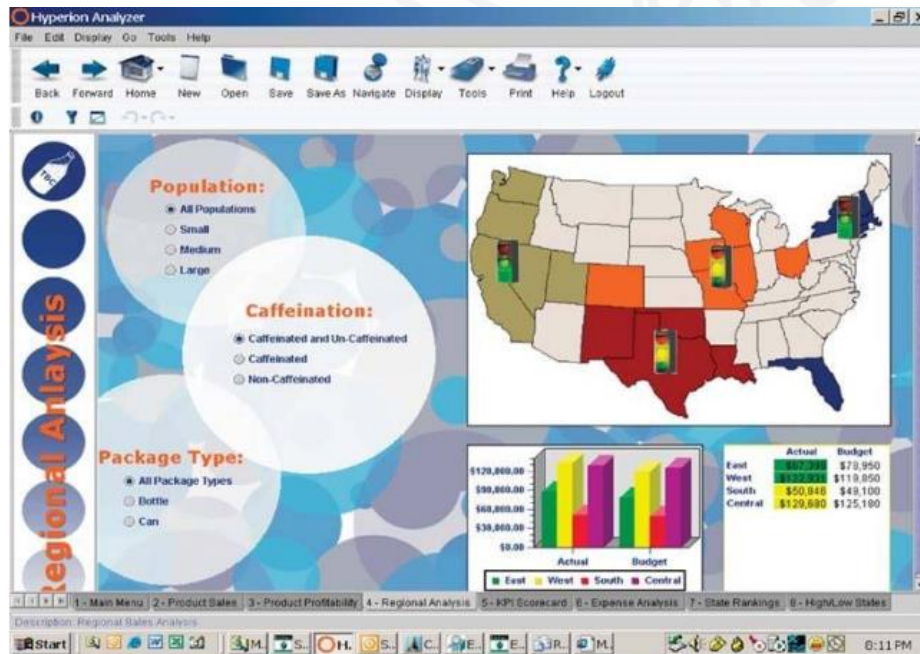 Hyperion Analyzer
File Edit Display Go Tools Help
Back Forward Home New Open Save Save As Navigate Display Tools Print Help Logout
TBC
Regional Anlaysis
Population:
All Populations
Small
Medium
Large
Caffeination:
Caffeinated and Un-Caffeinated
Caffeinated
Non-Caffeinated
Package Type:
All Package Types
Bottle
Can
$120,000.00
$90,000.00
$60,000.00
$30,000.00
$0.00
Actual Budget
East West South Central
Actual Budget
East $78,950
West $119,850
South $50,846 $49,100
Central $129,680 $125,180
1 - Main Menu 2 - Product Sales 3 - Product Profitability 4 - Regional Analysis 5 - KPI Scorecard 6 - Expense Analysis 7 - State Rankings 8 - High/Low States
Description: Regional Sales Analysis
Start M. S.. H. S.. C.. E.. E.. R.. M. 8:11 PM